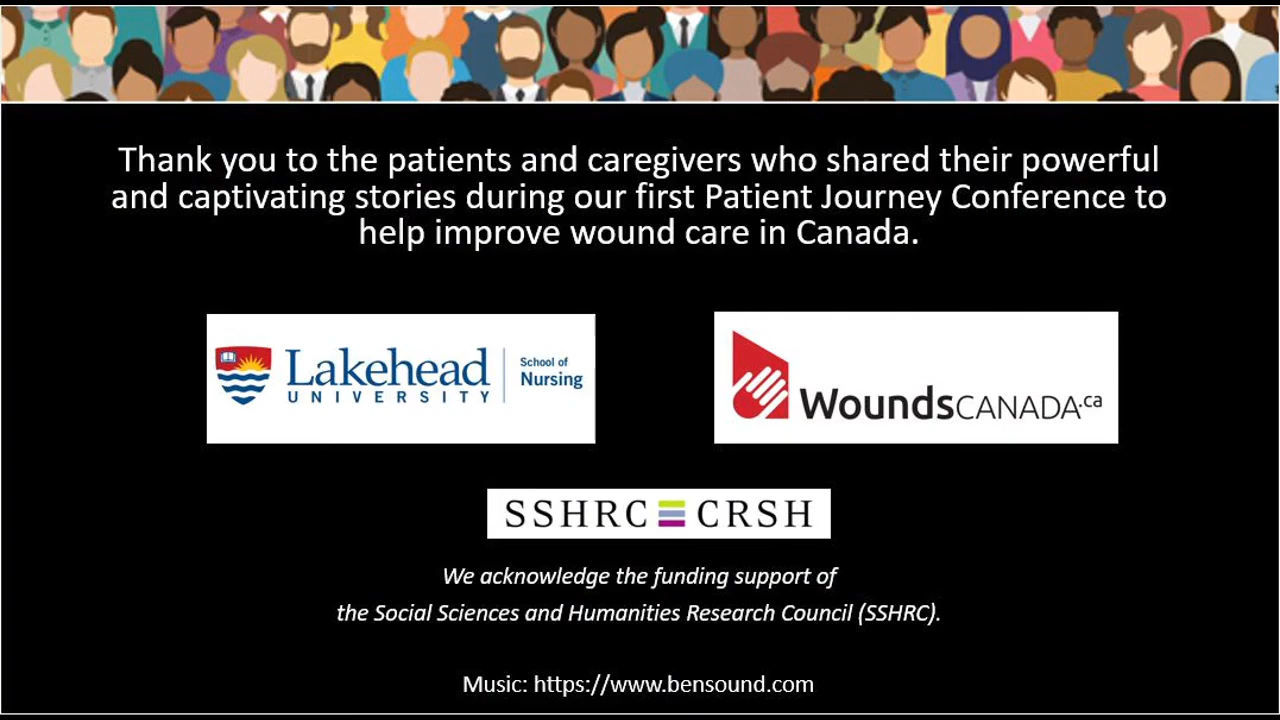 Thank you to the patients and caregivers who shared their powerful
and captivating stories during our first Patient Journey Conference to
help improve wound care in Canada.
Lakehead
UNIVERSITY
School of
Nursing
WoundsCANADA.ca
SSHRC CRSH
We acknowledge the funding support of
the Social Sciences and Humanities Research Council (SSHRC).
Music: https://www.bensound.com